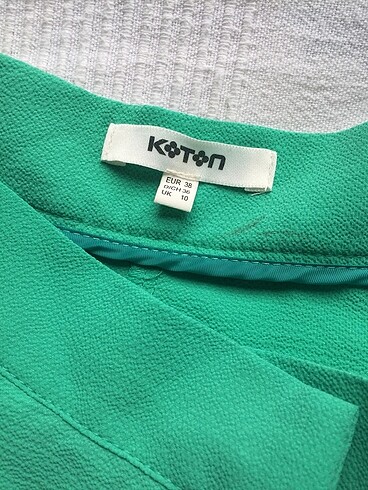 KOTON
EUR 38
D/CH 36
UK 10